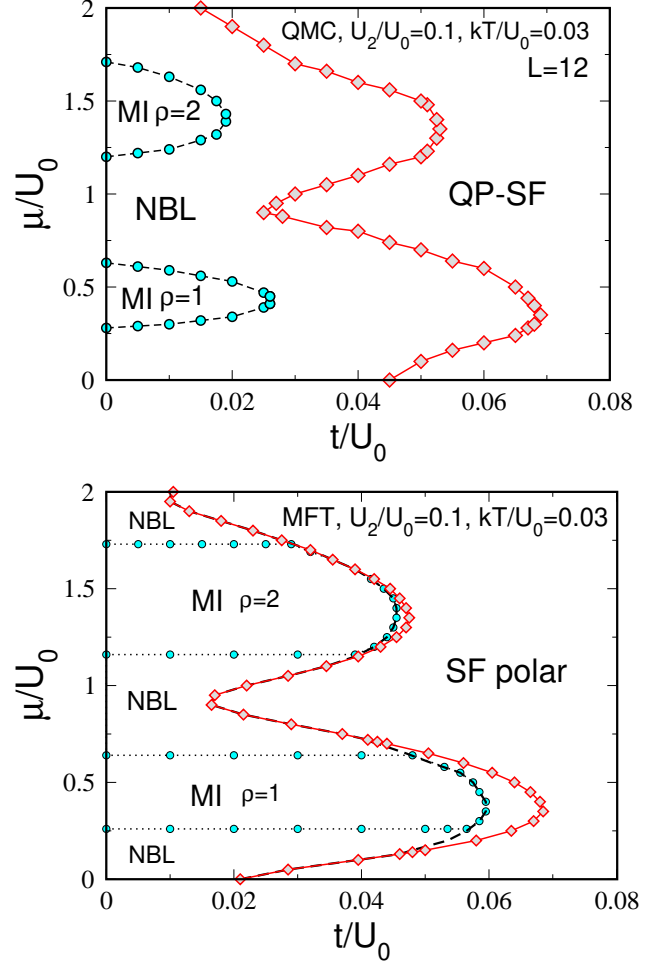 QMC, U₂/U₀=0.1, kT/U₀=0.03
L=12
2
1.5
1
0.5
0
μ/U₀
MI ρ=2
NBL
QP-SF
MI ρ=1
0 0.02 0.04 0.06 0.08
t/U₀
MFT, U₂/U₀=0.1, kT/U₀=0.03
2
1.5
1
0.5
0
μ/U₀
NBL
MI ρ=2
SF polar
NBL
MI ρ=1
NBL
0 0.02 0.04 0.06 0.08
t/U₀